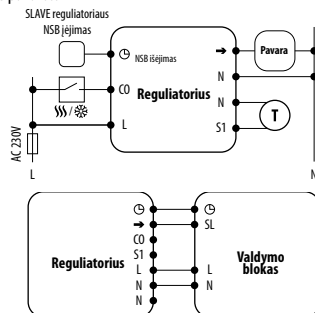 SLAVE reguliatoriaus
NSB įėjimas
NSB išėjimas
Pavara
N
CO
Reguliatorius
N
T
L
S1
AC 230V
L
N
SL
CO
S1
Reguliatorius
L
L
Valdymo
blokas
N
N
N